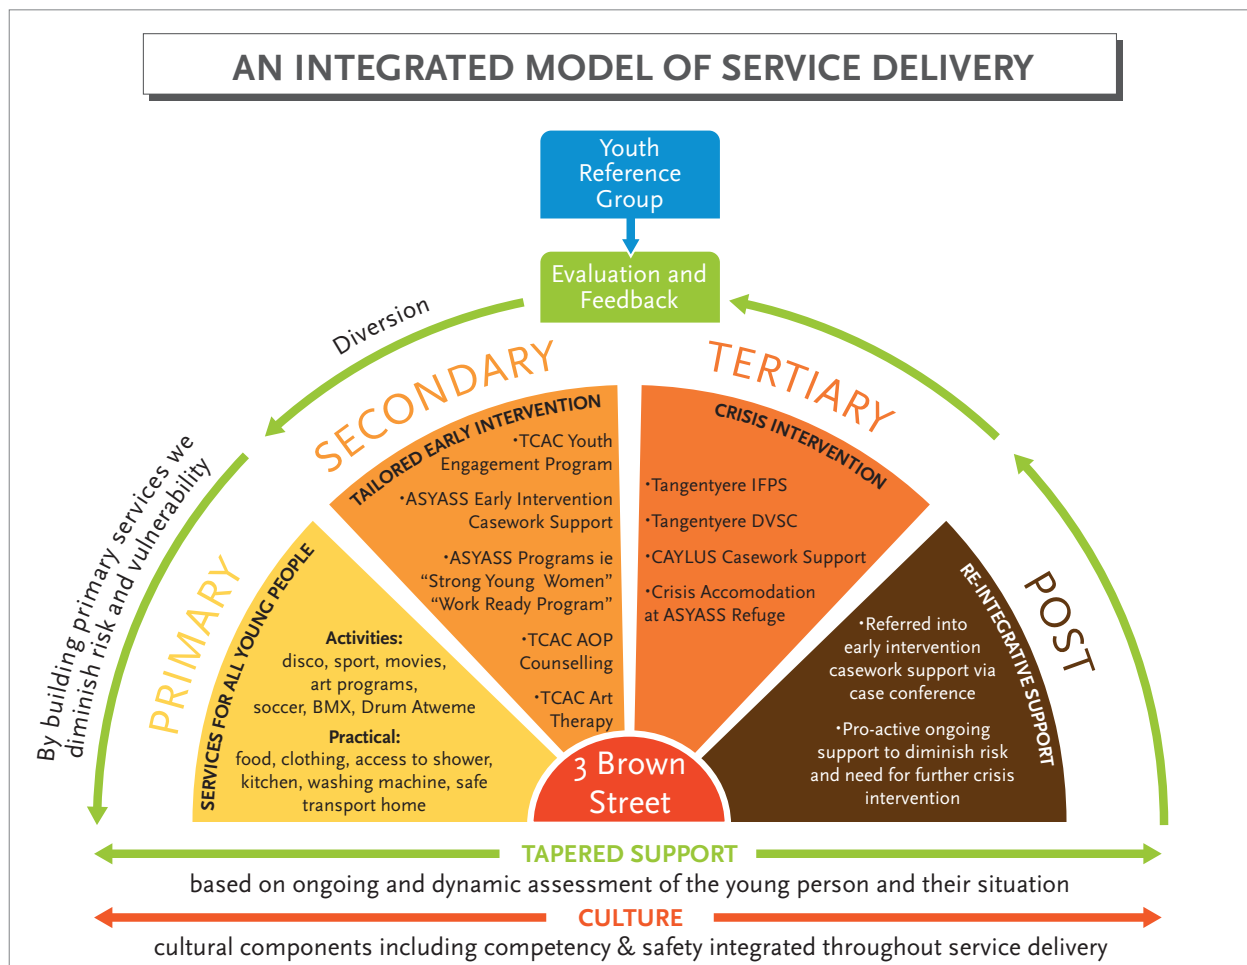 AN INTEGRATED MODEL OF SERVICE DELIVERY
Youth
Reference
Group
Evaluation and
Feedback
Diversion
By building primary services we
diminish risk and vulnerability
PRIMARY
SERVICES FOR ALL YOUNG PEOPLE
Activities:
disco, sport, movies,
art programs,
soccer, BMX, Drum Atweme
Practical:
food, clothing, access to shower,
kitchen, washing machine, safe
transport home
SECONDARY
TAILORED EARLY INTERVENTION
•TCAC Youth
Engagement Program
•ASYASS Early Intervention
Casework Support
•ASYASS Programs ie
“Strong Young Women”
“Work Ready Program”
•TCAC AOP
Counselling
•TCAC Art
Therapy
TERTIARY
CRISIS INTERVENTION
•Tangentyere IFPS
•Tangentyere DVSC
•CAYLUS Casework Support
•Crisis Accomodation
at ASYASS Refuge
POST
RE-INTEGRATIVE SUPPORT
•Referred into
early intervention
casework support via
case conference
•Pro-active ongoing
support to diminish risk
and need for further crisis
intervention
3 Brown
Street
TAPERED SUPPORT
based on ongoing and dynamic assessment of the young person and their situation
CULTURE
cultural components including competency & safety integrated throughout service delivery